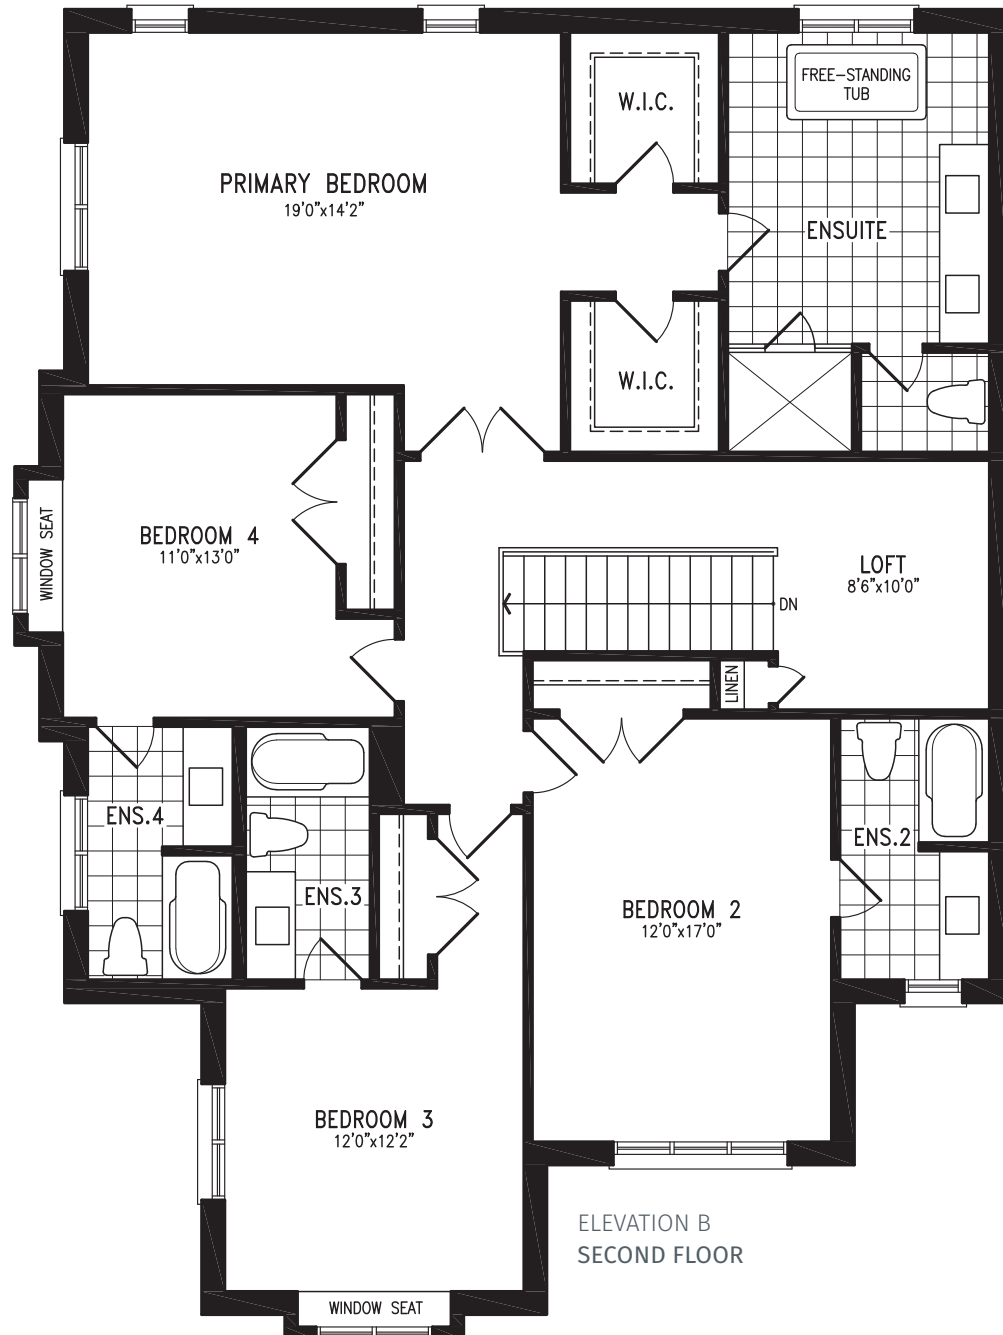 FREE-STANDING
TUB
W.I.C.
PRIMARY BEDROOM
19'0"x14'2"
ENSUITE
W.I.C.
WINDOW SEAT
BEDROOM 4
11'0"x13'0"
LOFT
8'6"x10'0"
DN
LINEN
ENS.4
ENS.3
ENS.2
BEDROOM 2
12'0"x17'0"
BEDROOM 3
12'0"x12'2"
ELEVATION B
SECOND FLOOR
WINDOW SEAT